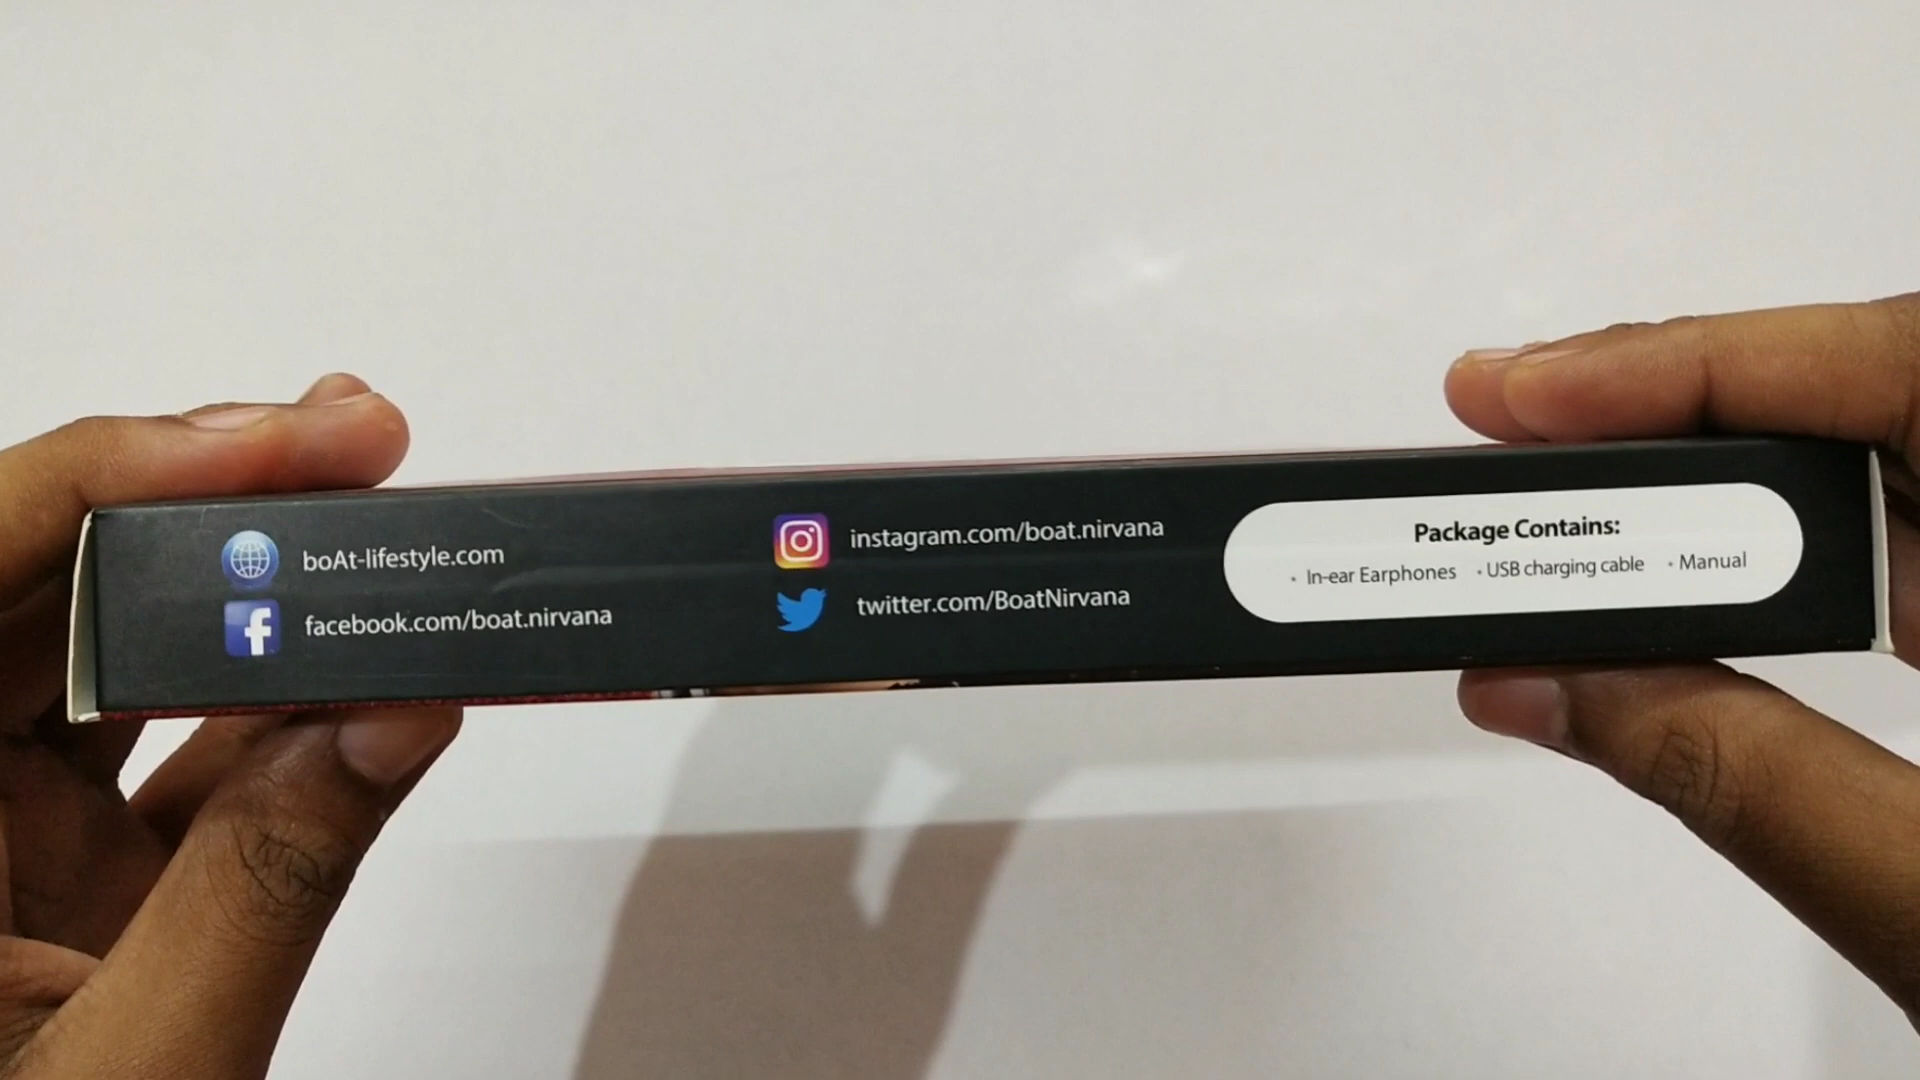 boAt-lifestyle.com
facebook.com/boat.nirvana
instagram.com/boat.nirvana
twitter.com/BoatNirvana
Package Contains:
• In-ear Earphones • USB charging cable • Manual